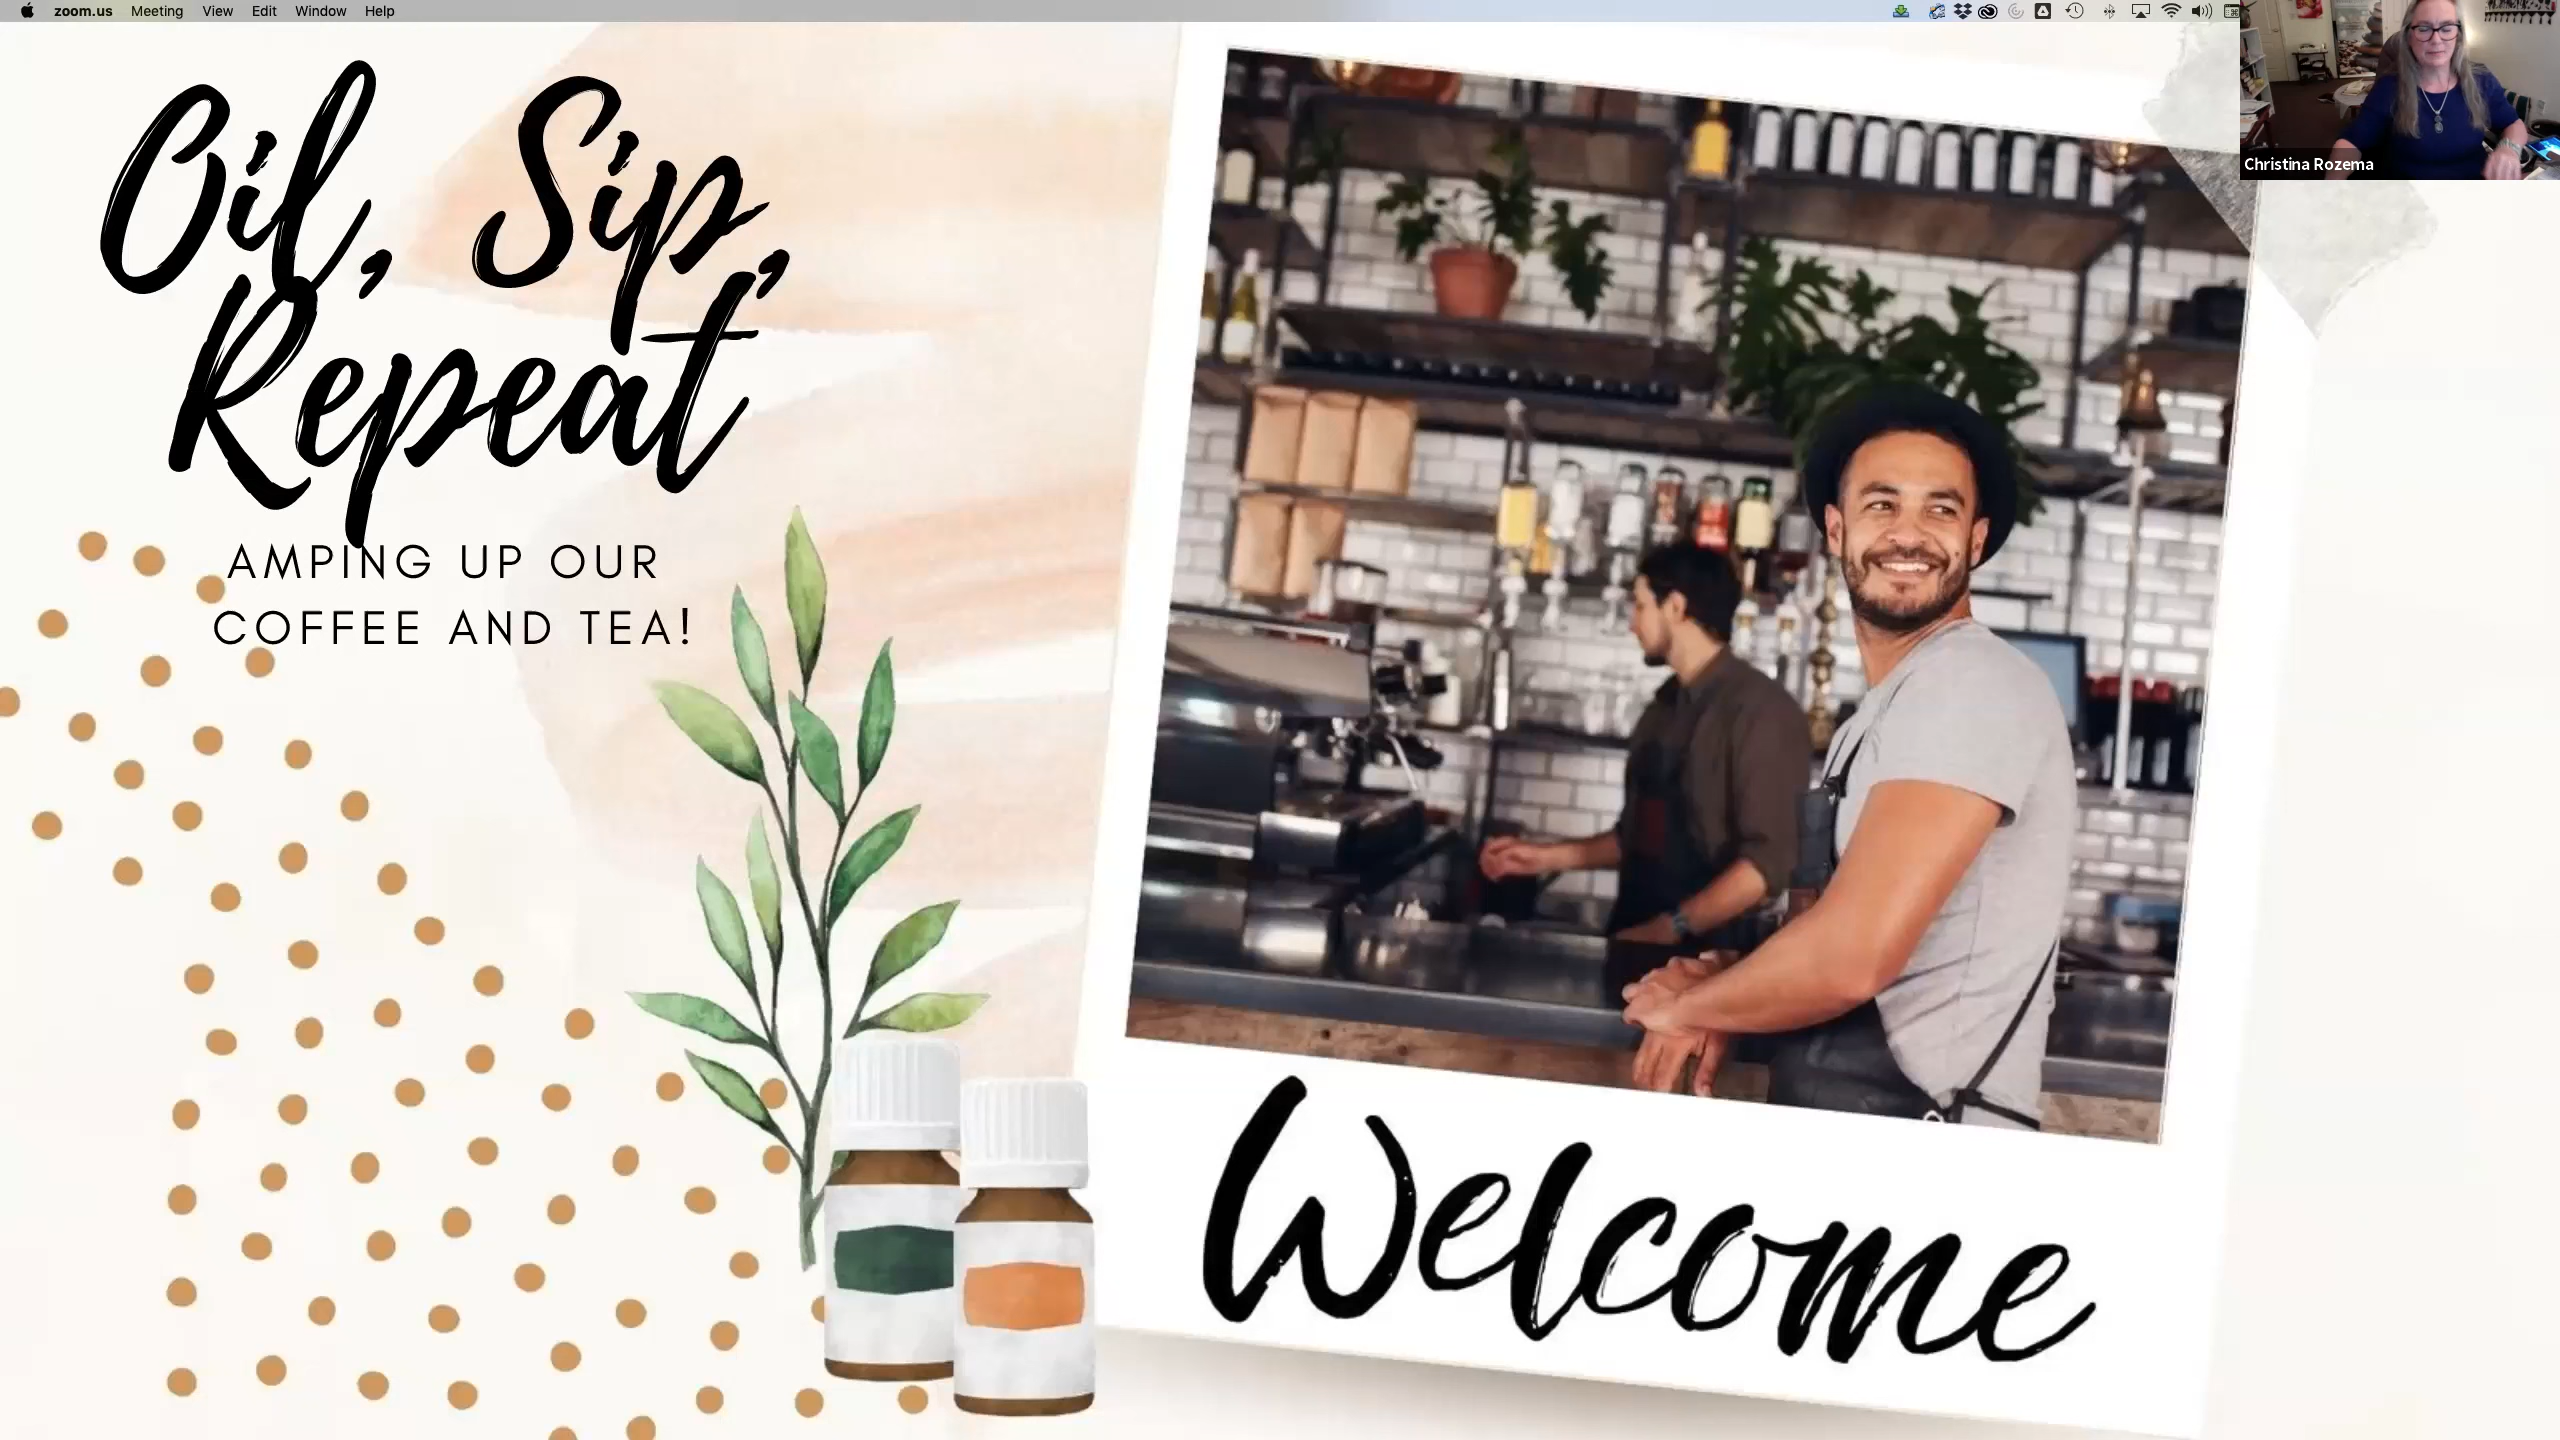 zoom.us Meeting View Edit Window Help
Christina Rozema
Oil, Sip,
Repeat
AMPING UP OUR
COFFEE AND TEA!
Welcome